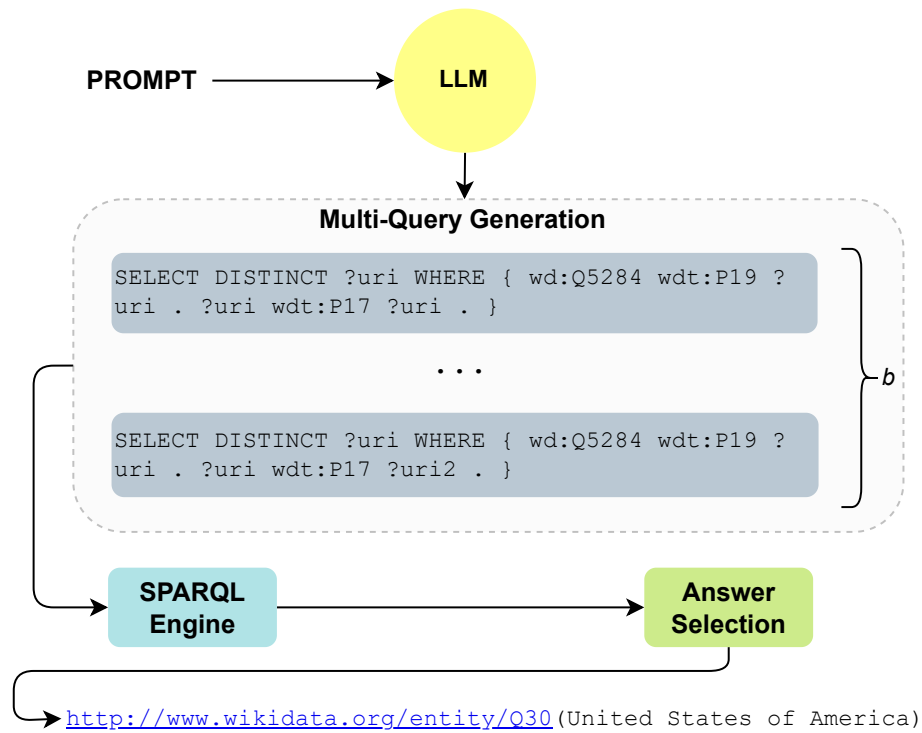 PROMPT
LLM
Multi-Query Generation
SELECT DISTINCT ?uri WHERE { wd:Q5284 wdt:P19 ?
uri . ?uri wdt:P17 ?uri . }
...
b
SELECT DISTINCT ?uri WHERE { wd:Q5284 wdt:P19 ?
uri . ?uri wdt:P17 ?uri2 . }
SPARQL
Engine
Answer
Selection
http://www.wikidata.org/entity/Q30(United States of America)